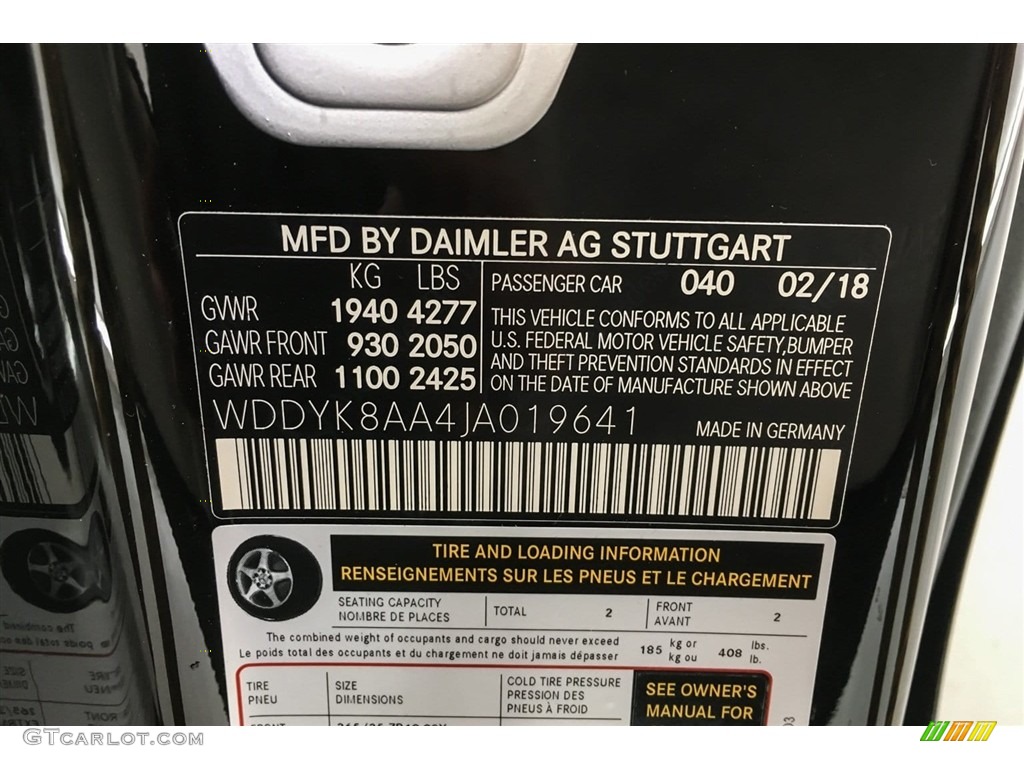 MFD BY DAIMLER AG STUTTGART
KG LBS
GVWR 1940 4277
GAWR FRONT 930 2050
GAWR REAR 1100 2425
PASSENGER CAR 040 02/18
THIS VEHICLE CONFORMS TO ALL APPLICABLE
U.S. FEDERAL MOTOR VEHICLE SAFETY,BUMPER
AND THEFT PREVENTION STANDARDS IN EFFECT
ON THE DATE OF MANUFACTURE SHOWN ABOVE
WDDYK8AA4JA019641
MADE IN GERMANY
TIRE AND LOADING INFORMATION
RENSEIGNEMENTS SUR LES PNEUS ET LE CHARGEMENT
SEATING CAPACITY
NOMBRE DE PLACES
TOTAL 2
FRONT
AVANT
2
The combined weight of occupants and cargo should never exceed
Le poids total des occupants et du chargement ne doit jamais dépasser
185 kg or
kg ou
408 lbs.
lb.
TIRE
PNEU
SIZE
DIMENSIONS
COLD TIRE PRESSURE
PRESSION DES
PNEUS À FROID
SEE OWNER'S
MANUAL FOR
GTCarLot.com